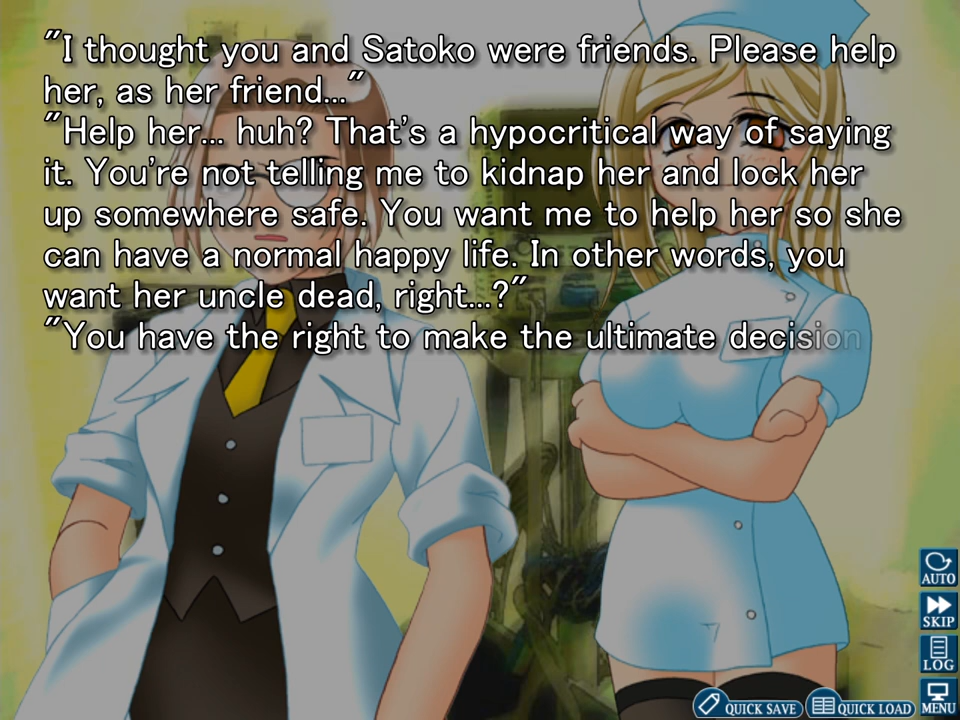 "I thought you and Satoko were friends. Please help
her, as her friend..."
"Help her... huh? That's a hypocritical way of saying
it. You're not telling me to kidnap her and lock her
up somewhere safe. You want me to help her so she
can have a normal happy life. In other words, you
want her uncle dead, right...?"
"You have the right to make the ultimate decision
AUTO
SKIP
LOG
MENU
QUICK SAVE
QUICK LOAD